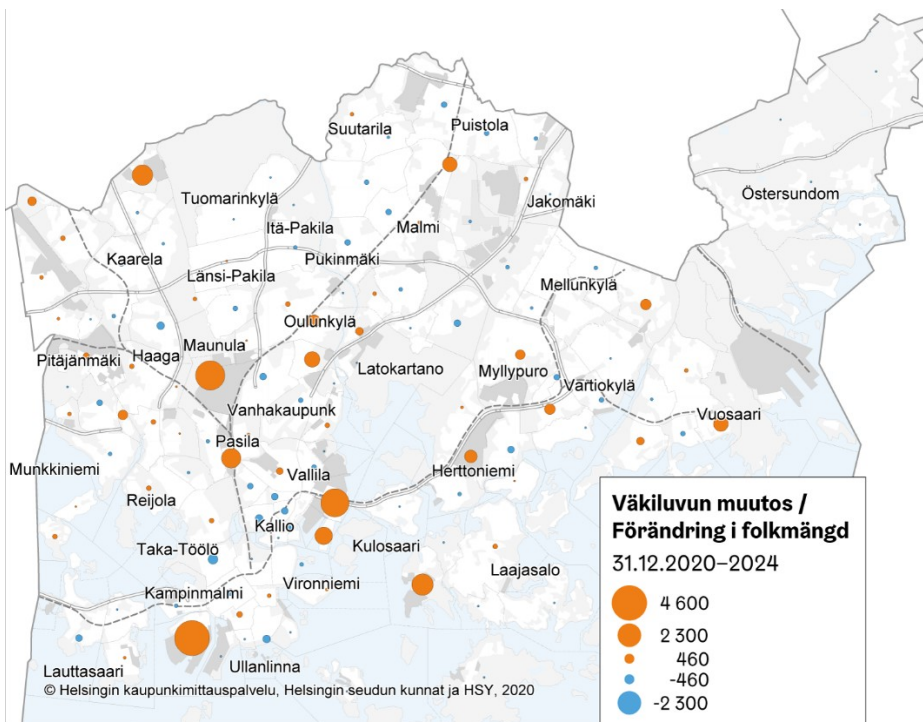 Suutarila
Puistola
Tuomarinkylä
Östersundom
Jakomäki
Itä-Pakila
Malmi
Kaarela
Länsi-Pakila
Pukinmäki
Mellunkylä
Oulunkylä
Maunula
Pitäjänmäki
Haaga
Latokartano
Myllypuro
Vartiokylä
Vanhakaupunk
Vuosaari
Pasila
Munkkiniemi
Vallila
Herttoniemi
Reijola
Kallio
Taka-Töölö
Kulosaari
Laajasalo
Vironniemi
Kampinmalmi
Lauttasaari
Ullanlinna
© Helsingin kaupunkimittauspalvelu, Helsingin seudun kunnat ja HSY, 2020
Väkiluvun muutos /
Förändring i folkmängd
31.12.2020–2024
4 600
2 300
460
-460
-2 300